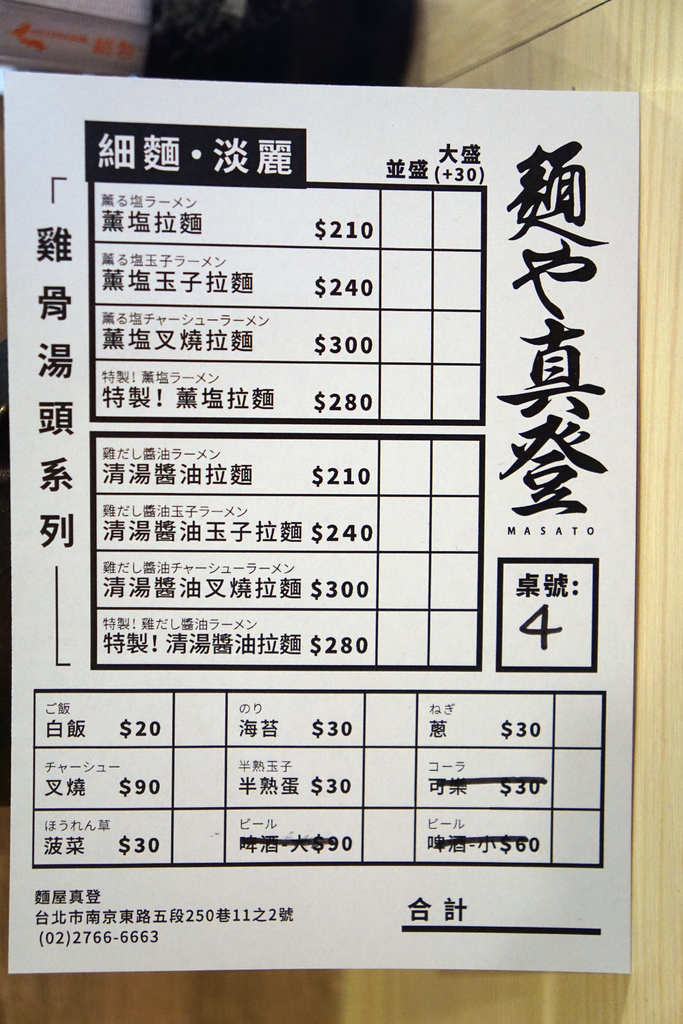 細麵・淡麗
並盛
大盛
(+30)
「雞骨湯頭系列」
薫る塩ラーメン
薫塩拉麵 $210
薫る塩玉子ラーメン
薫塩玉子拉麵 $240
薫る塩チャーシューラーメン
薫塩叉燒拉麵 $300
特製！薫塩ラーメン
特製！薫塩拉麵 $280
雞だし醬油ラーメン
清湯醬油拉麵 $210
雞だし醬油玉子ラーメン
清湯醬油玉子拉麵 $240
雞だし醬油チャーシューラーメン
清湯醬油叉燒拉麵 $300
特製！雞だし醬油ラーメン
特製！清湯醬油拉麵 $280
麵や真登
MASATO
桌號:
4
ご飯
白飯 $20
のり
海苔 $30
ねぎ
蔥 $30
チャーシュー
叉燒 $90
半熟玉子
半熟蛋 $30
コーラ
可樂 $30
ほうれん草
菠菜 $30
ビール
啤酒-大$90
ビール
啤酒-小$60
麵屋真登
台北市南京東路五段250巷11之2號
(02)2766-6663
合計